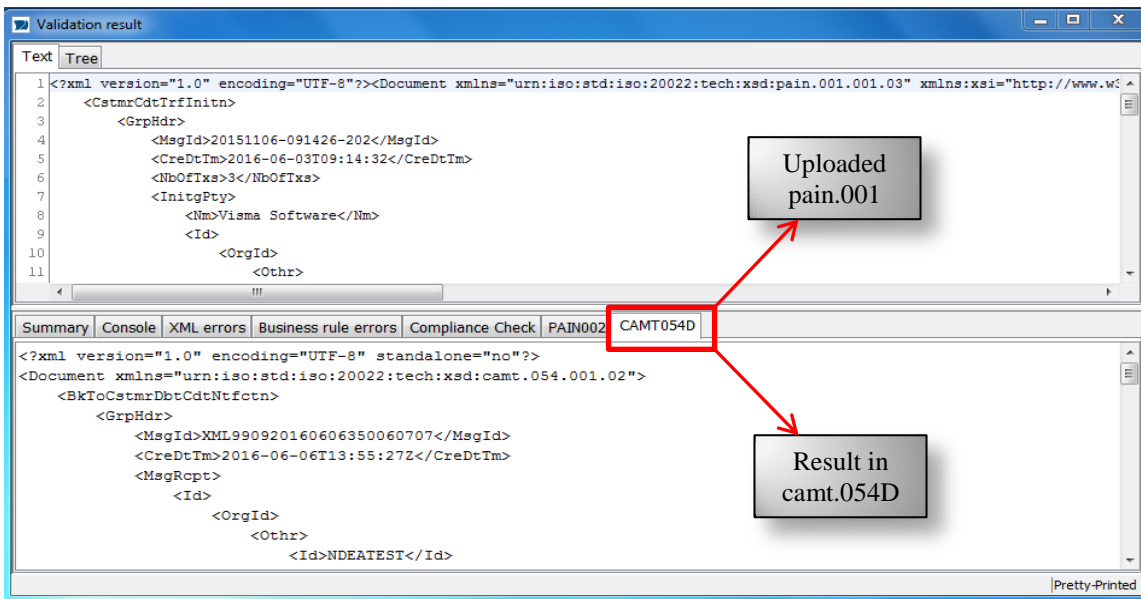 Validation result
Text Tree
1 <?xml version="1.0" encoding="UTF-8"?><Document xmlns="urn:iso:std:iso:20022:tech:xsd:pain.001.001.03" xmlns:xsi="http://www.w3
2 <CstmrCdtTrfInitn>
3 <GrpHdr>
4 <MsgId>20151106-091426-202</MsgId>
5 <CreDtTm>2016-06-03T09:14:32</CreDtTm>
6 <NbOfTxs>3</NbOfTxs>
7 <InitgPty>
8 <Nm>Visma Software</Nm>
9 <Id>
10 <OrgId>
11 <Othr>
Uploaded
pain.001
Summary Console XML errors Business rule errors Compliance Check PAIN002 CAMT054D
<?xml version="1.0" encoding="UTF-8" standalone="no"?>
<Document xmlns="urn:iso:std:iso:20022:tech:xsd:camt.054.001.02">
<BkToCstmrDbtCdtNtfctn>
<GrpHdr>
<MsgId>XML990920160606350060707</MsgId>
<CreDtTm>2016-06-06T13:55:27Z</CreDtTm>
<MsgRcpt>
<Id>
<OrgId>
<Othr>
<Id>NDEATEST</Id>
Result in
camt.054D
Pretty-Printed